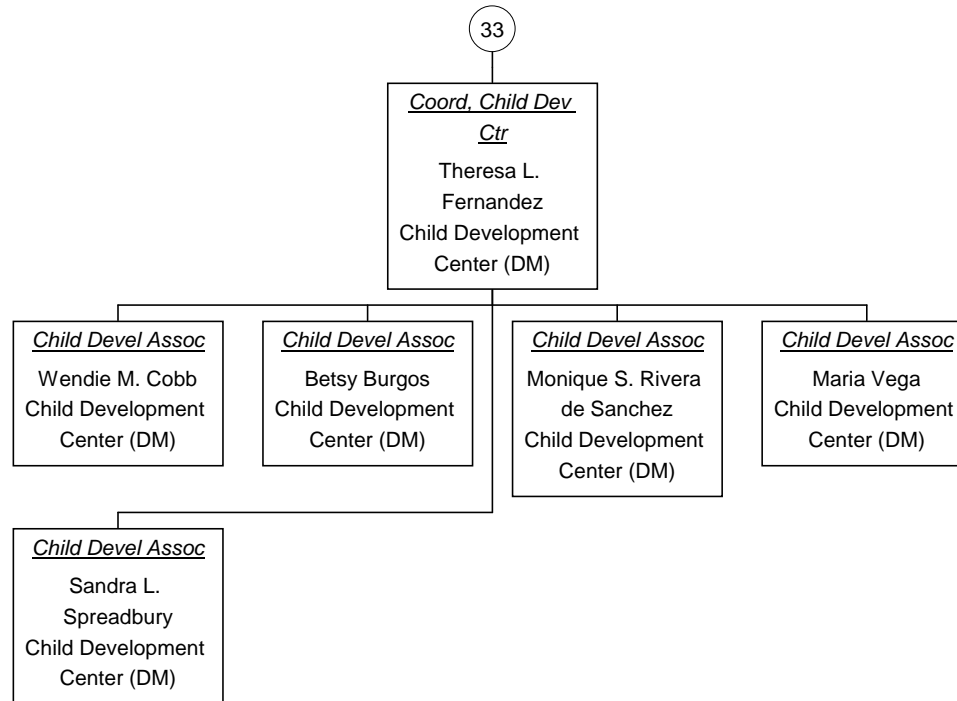 33
Coord, Child Dev
Ctr
Theresa L.
Fernandez
Child Development
Center (DM)
Child Devel Assoc
Wendie M. Cobb
Child Development
Center (DM)
Child Devel Assoc
Betsy Burgos
Child Development
Center (DM)
Child Devel Assoc
Monique S. Rivera
de Sanchez
Child Development
Center (DM)
Child Devel Assoc
Maria Vega
Child Development
Center (DM)
Child Devel Assoc
Sandra L.
Spreadbury
Child Development
Center (DM)